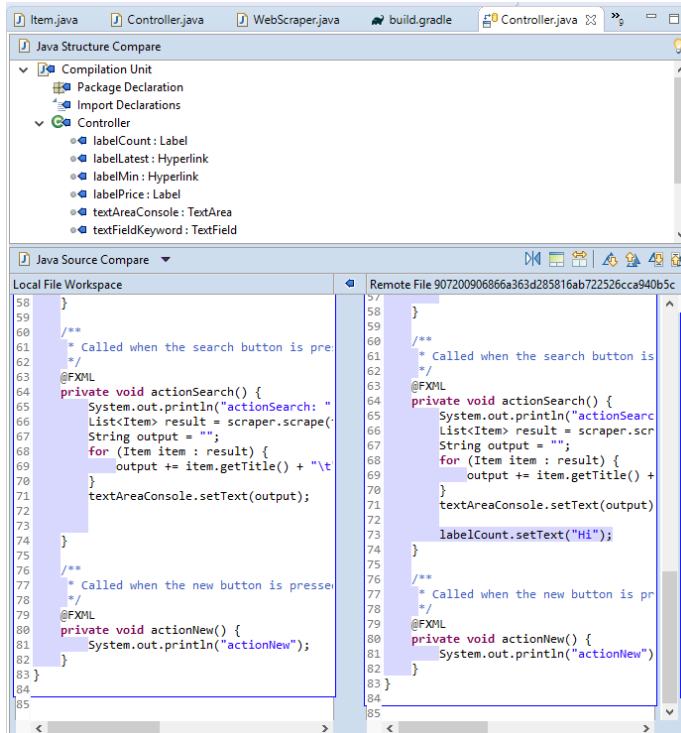 Item.java Controller.java WebScraper.java build.gradle Controller.java »9
Java Structure Compare
Compilation Unit
Package Declaration
Import Declarations
Controller
labelCount : Label
labelLatest : Hyperlink
labelMin : Hyperlink
labelPrice : Label
textAreaConsole : TextArea
textFieldKeyword : TextField
Java Source Compare
Local File Workspace
58 }
59
60 /**
61 * Called when the search button is pre
62 */
63 @FXML
64 private void actionSearch() {
65 System.out.println("actionSearch: "
66 List<Item> result = scraper.scrape(
67 String output = "";
68 for (Item item : result) {
69 output += item.getTitle() + "\t
70 }
71 textAreaConsole.setText(output);
72
73
74 }
75
76 /**
77 * Called when the new button is presse
78 */
79 @FXML
80 private void actionNew() {
81 System.out.println("actionNew");
82 }
83 }
84
85
Remote File 907200906866a363d285816ab722526cca940b5c
57
58 }
59
60 /**
61 * Called when the search button is
62 */
63 @FXML
64 private void actionSearch() {
65 System.out.println("actionSearc
66 List<Item> result = scraper.scr
67 String output = "";
68 for (Item item : result) {
69 output += item.getTitle() +
70 }
71 textAreaConsole.setText(output)
72
73 labelCount.setText("Hi");
74 }
75
76 /**
77 * Called when the new button is pr
78 */
79 @FXML
80 private void actionNew() {
81 System.out.println("actionNew")
82 }
83 }
84
85